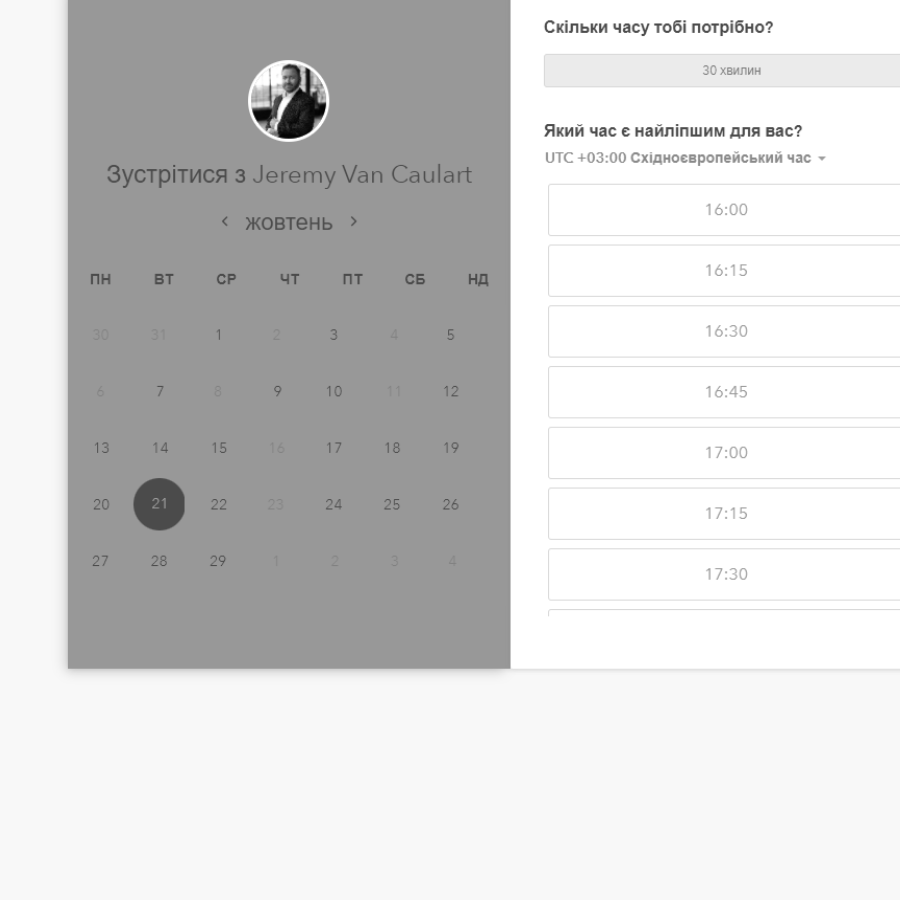 Зустрітися з Jeremy Van Caulart
жовтень
ПН ВТ СР ЧТ ПТ СБ НД
30 31 1 2 3 4 5
6 7 8 9 10 11 12
13 14 15 16 17 18 19
20 21 22 23 24 25 26
27 28 29 1 2 3 4
Скільки часу тобі потрібно?
30 хвилин
Який час є найліпшим для вас?
UTC +03:00 Східноєвропейський час
16:00
16:15
16:30
16:45
17:00
17:15
17:30